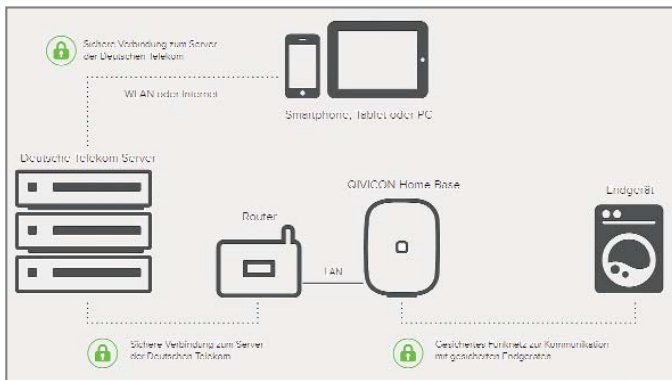 Sichere Verbindung zum Server
der Deutschen Telekom
WLAN oder Internet
Smartphone, Tablet oder PC
Deutsche Telekom Server
QIVICON Home Base
Endgerät
Router
LAN
Sichere Verbindung zum Server
der Deutschen Telekom
Gesichertes Funknetz zur Kommunikation
mit gesicherten Endgeräten